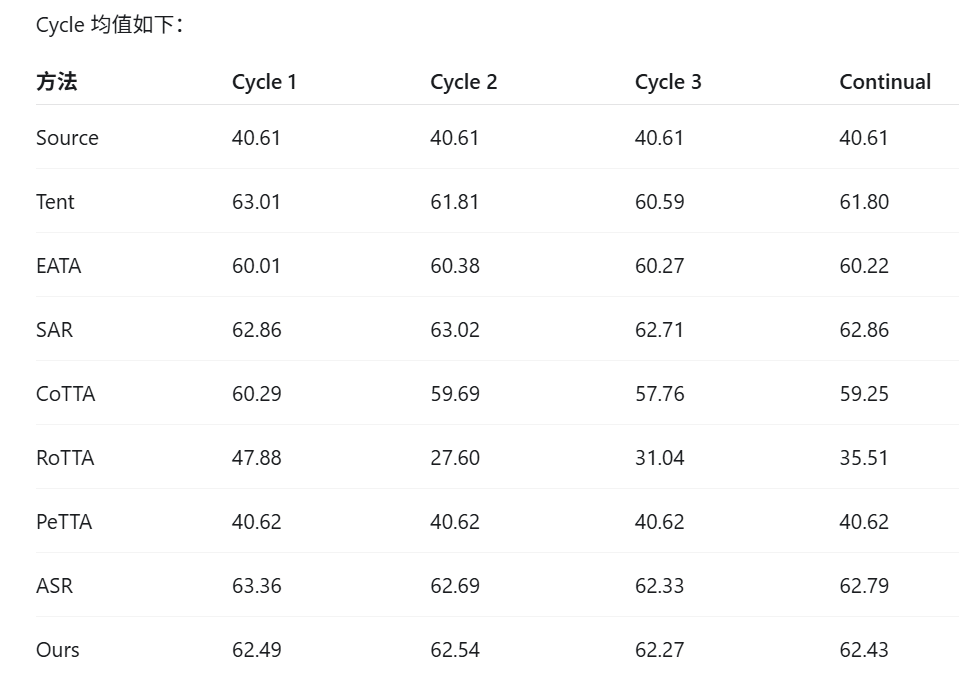 Cycle 均值如下：
方法 Cycle 1 Cycle 2 Cycle 3 Continual
Source 40.61 40.61 40.61 40.61
Tent 63.01 61.81 60.59 61.80
EATA 60.01 60.38 60.27 60.22
SAR 62.86 63.02 62.71 62.86
CoTTA 60.29 59.69 57.76 59.25
RoTTA 47.88 27.60 31.04 35.51
PeTTA 40.62 40.62 40.62 40.62
ASR 63.36 62.69 62.33 62.79
Ours 62.49 62.54 62.27 62.43